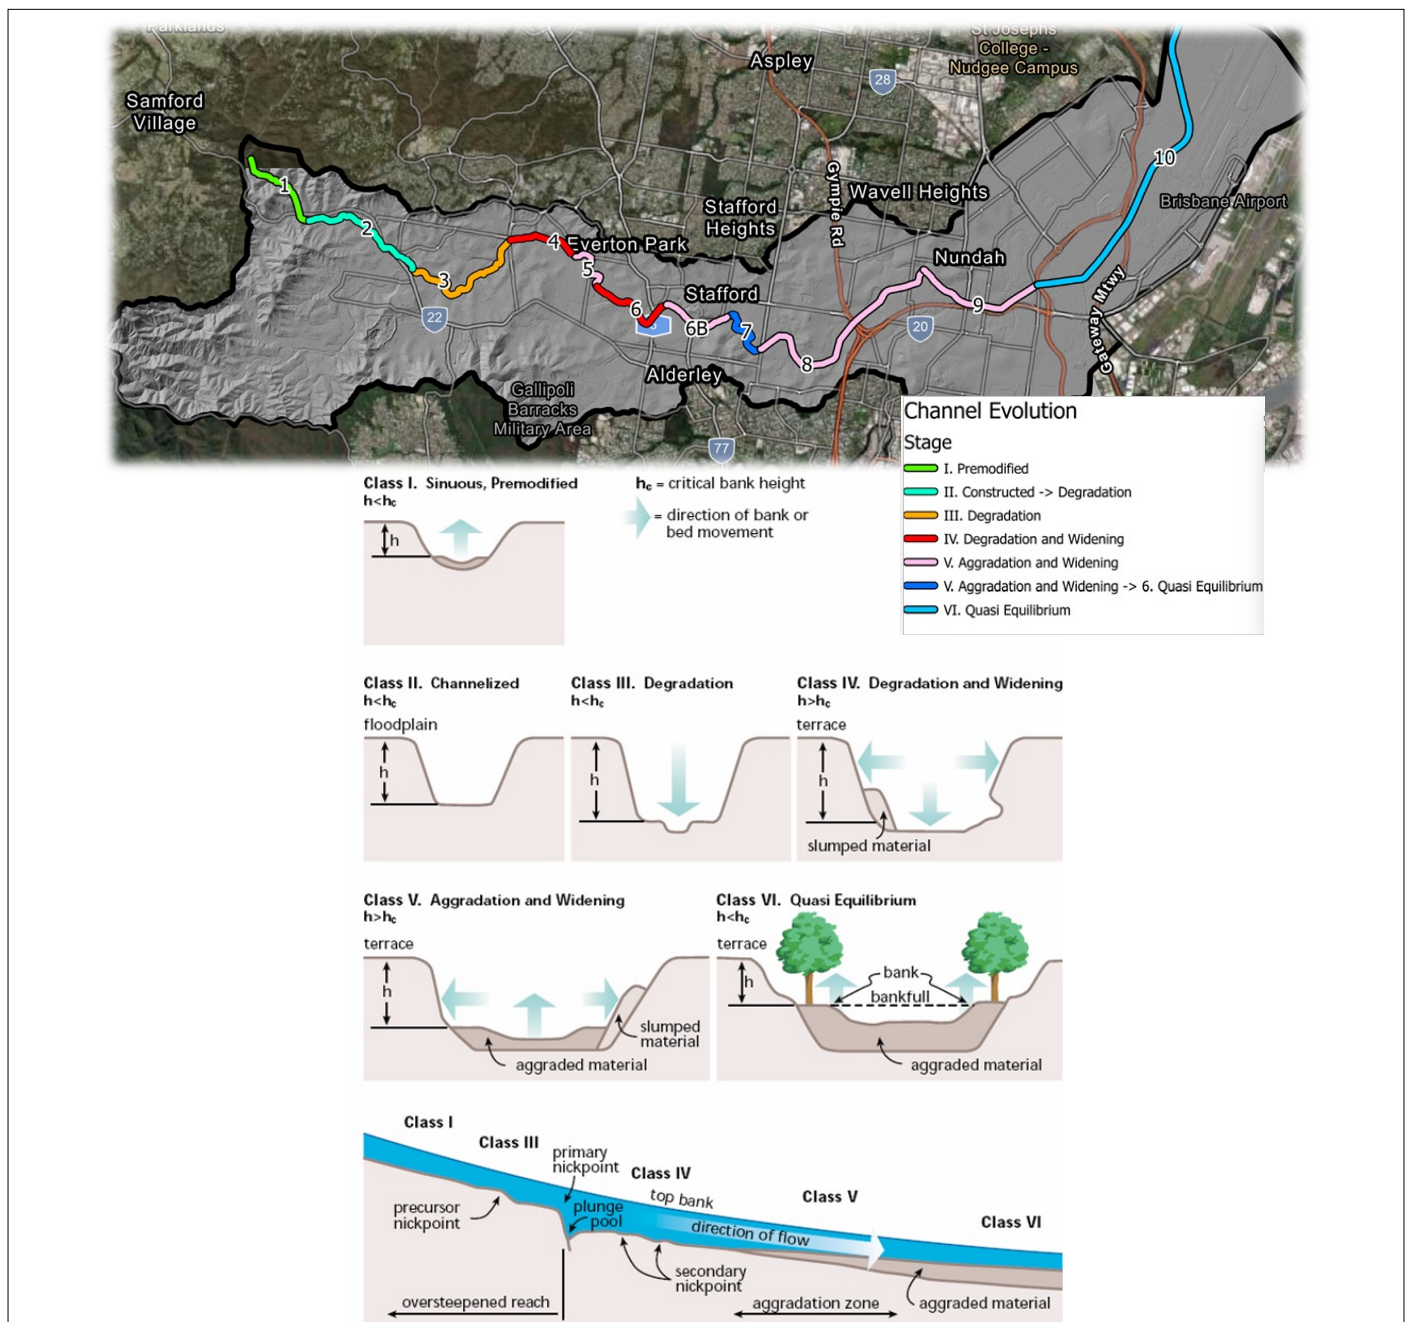 Parklands
St Josephs
College -
Nudgee Campus
Aspley
28
Samford
Village
10
Gympie Rd
Wavell Heights
Brisbane Airport
1
Stafford
Heights
2
4
Everton Park
Nundah
3
5
Stafford
Gateway Mtwy
6
22
6B
7
20
9
8
Alderley
Gallipoli
Barracks
Military Area
77
Channel Evolution
Stage
I. Premodified
II. Constructed -> Degradation
III. Degradation
IV. Degradation and Widening
V. Aggradation and Widening
V. Aggradation and Widening -> 6. Quasi Equilibrium
VI. Quasi Equilibrium
Class I. Sinuous, Premodified
h<hc
h
hc = critical bank height
= direction of bank or
bed movement
Class II. Channelized
h<hc
floodplain
h
Class III. Degradation
h<hc
h
Class IV. Degradation and Widening
h>hc
terrace
h
slumped material
Class V. Aggradation and Widening
h>hc
terrace
h
slumped
material
aggraded material
Class VI. Quasi Equilibrium
h<hc
terrace
h
bank
bankfull
aggraded material
Class I
Class III
primary
nickpoint
Class IV
top bank
Class V
Class VI
precursor
nickpoint
plunge
pool
direction of flow
secondary
nickpoint
oversteepened reach
aggradation zone
aggraded material